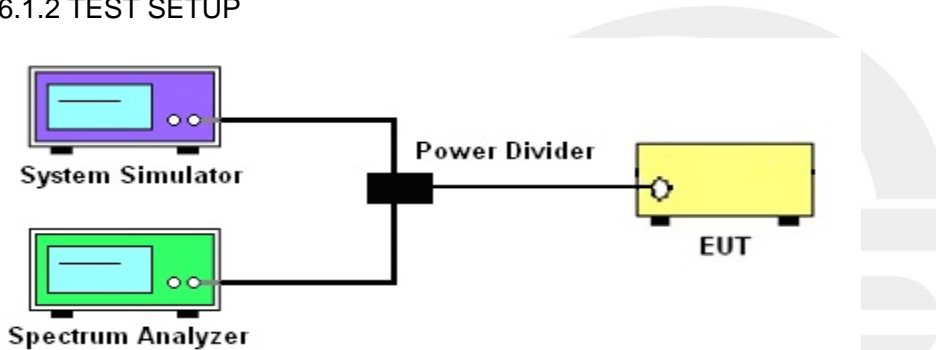 6.1.2 TEST SETUP
Power Divider
System Simulator
EUT
Spectrum Analyzer